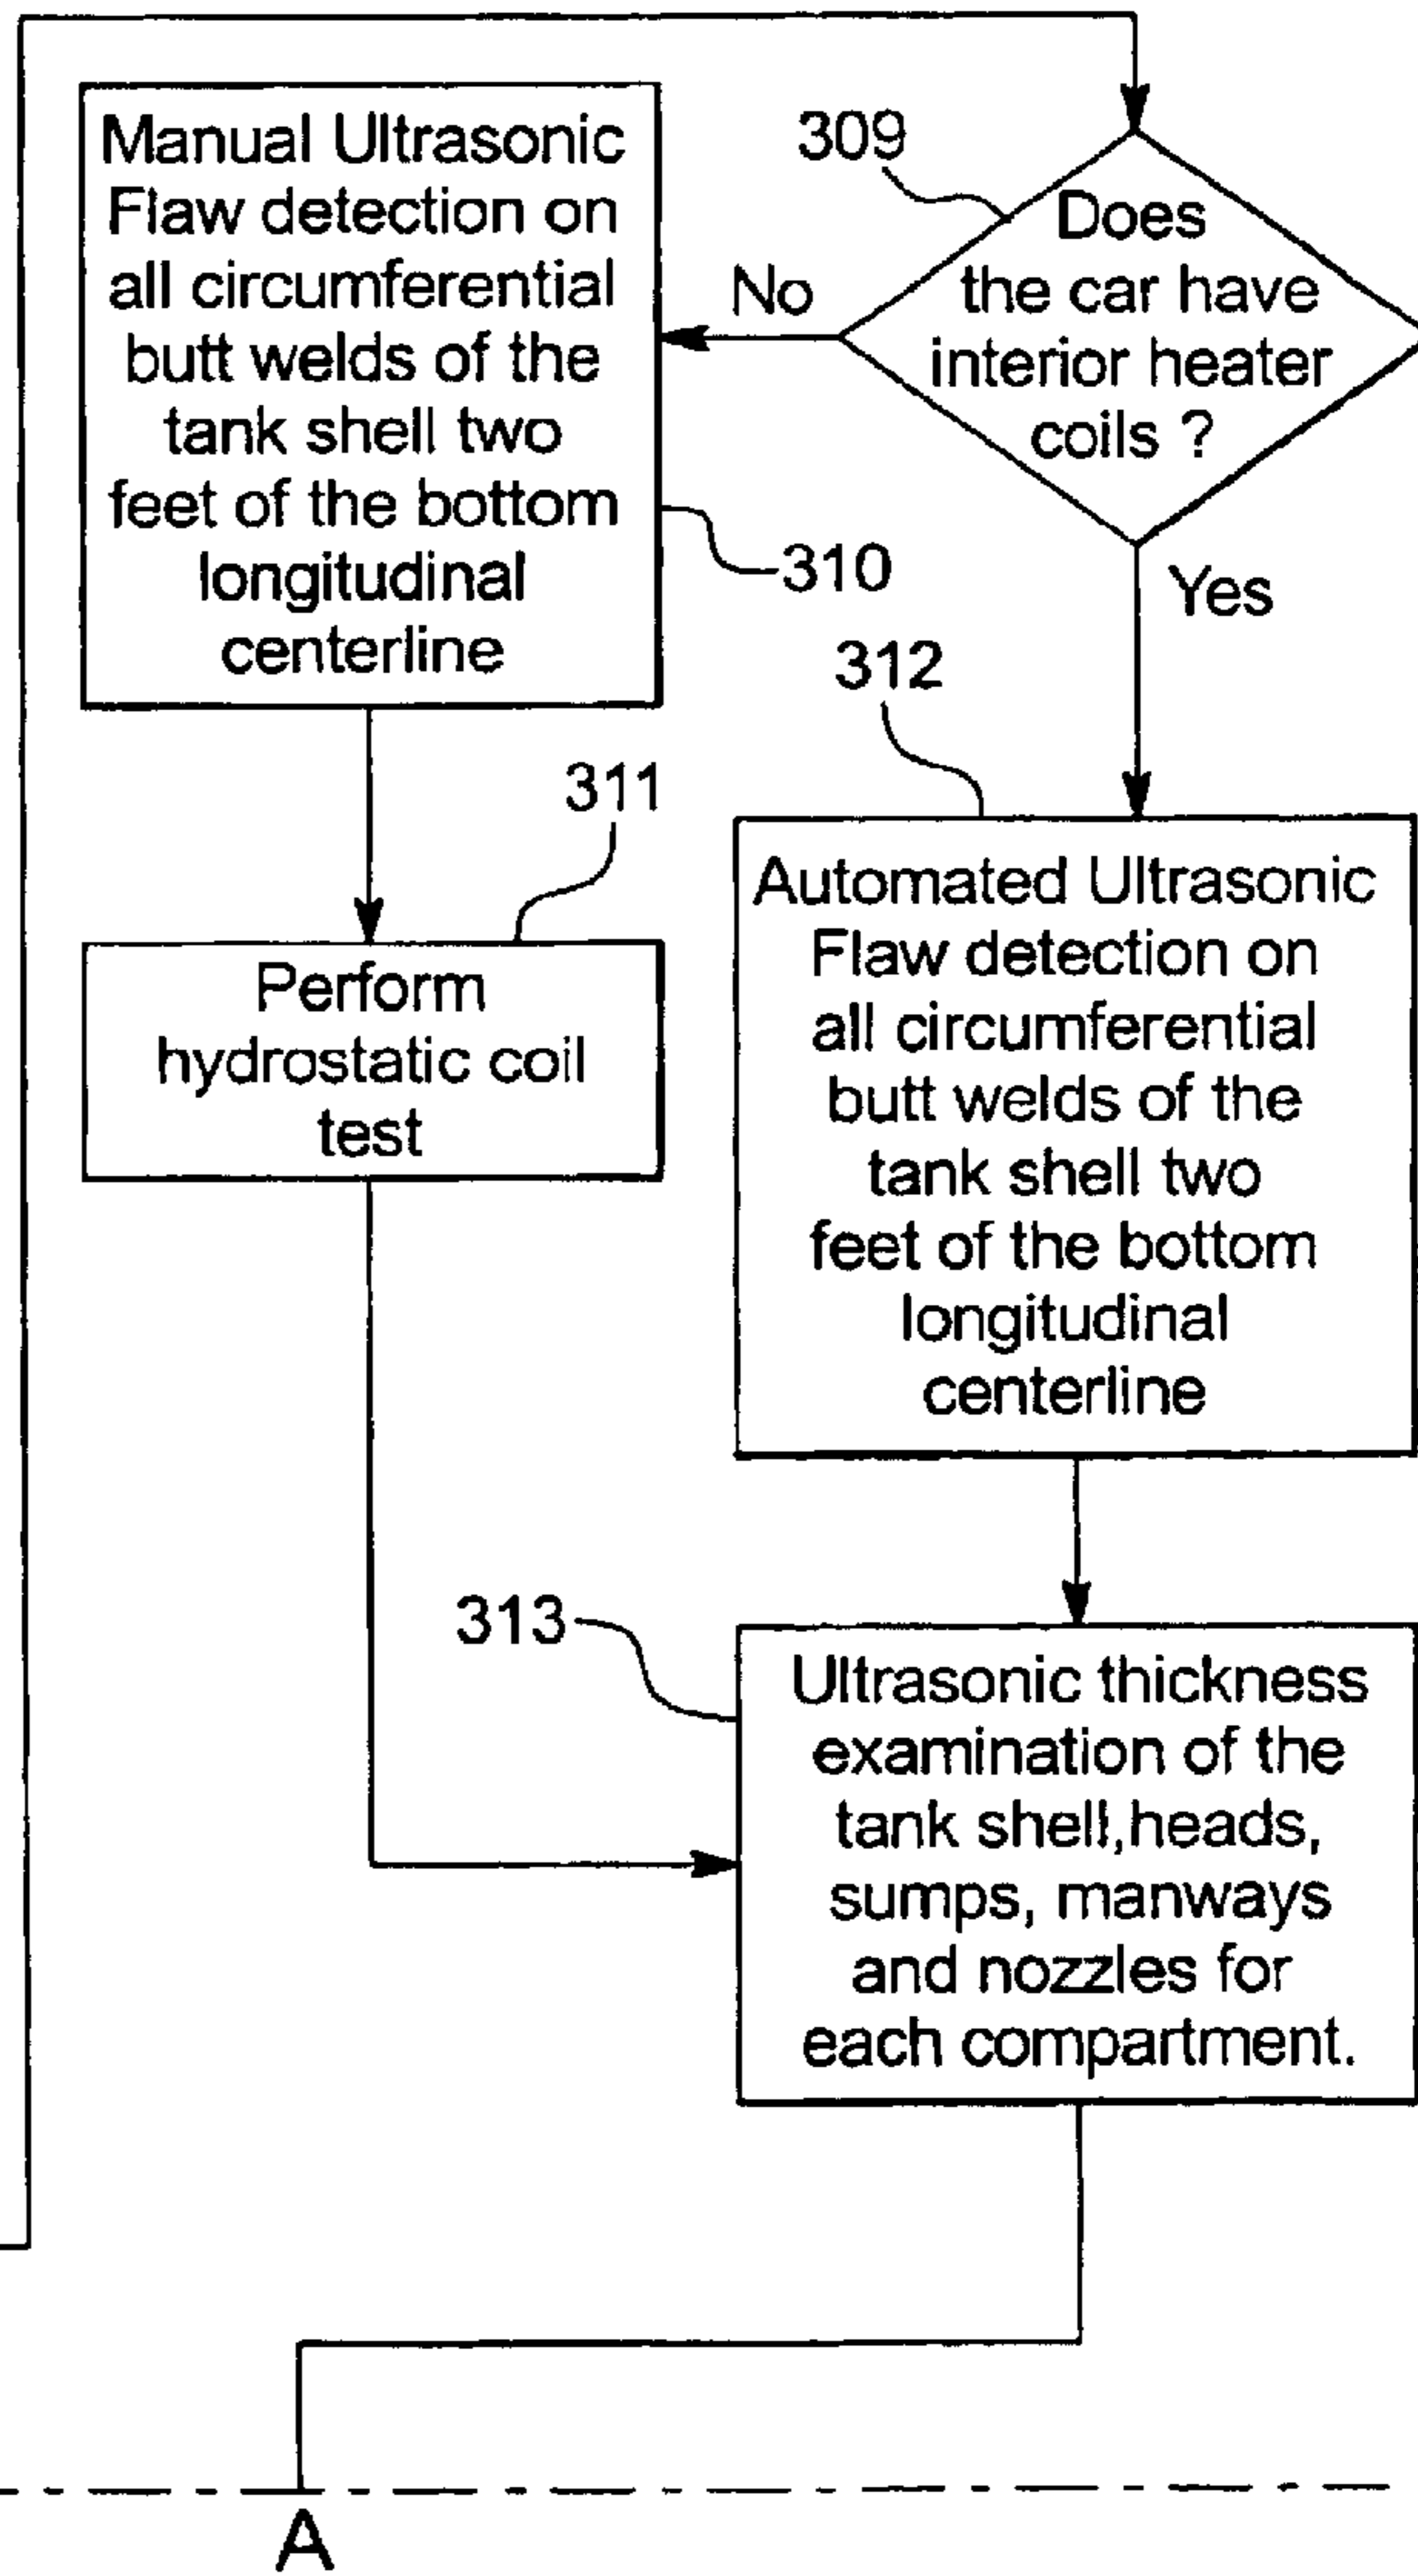 309
Does
the car have
interior heater
coils ?
No
Yes
Manual Ultrasonic
Flaw detection on
all circumferential
butt welds of the
tank shell two
feet of the bottom
longitudinal
centerline
310
311
Perform
hydrostatic coil
test
312
Automated Ultrasonic
Flaw detection on
all circumferential
butt welds of the
tank shell two
feet of the bottom
longitudinal
centerline
313
Ultrasonic thickness
examination of the
tank shell,heads,
sumps, manways
and nozzles for
each compartment.
A